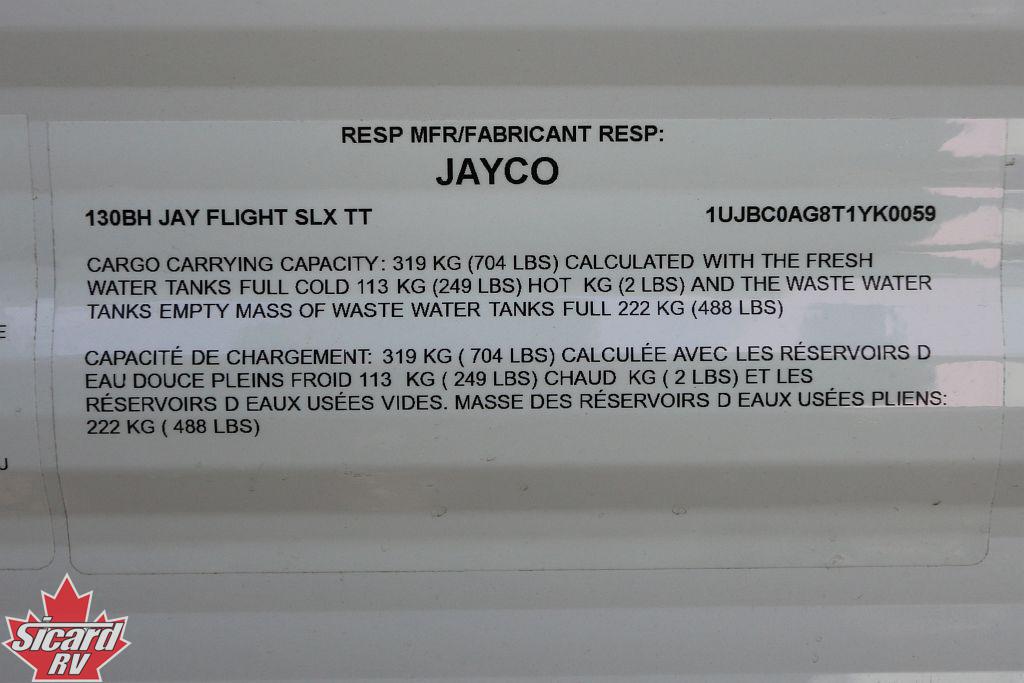 RESP MFR/FABRICANT RESP:
JAYCO
130BH JAY FLIGHT SLX TT 1UJBC0AG8T1YK0059
CARGO CARRYING CAPACITY: 319 KG (704 LBS) CALCULATED WITH THE FRESH
WATER TANKS FULL COLD 113 KG (249 LBS) HOT KG (2 LBS) AND THE WASTE WATER
TANKS EMPTY MASS OF WASTE WATER TANKS FULL 222 KG (488 LBS)
CAPACITÉ DE CHARGEMENT: 319 KG ( 704 LBS) CALCULÉE AVEC LES RÉSERVOIRS D
EAU DOUCE PLEINS FROID 113 KG ( 249 LBS) CHAUD KG ( 2 LBS) ET LES
RÉSERVOIRS D EAUX USÉES VIDES. MASSE DES RÉSERVOIRS D EAUX USÉES PLIENS:
222 KG ( 488 LBS)
E
U
Sicard
RV